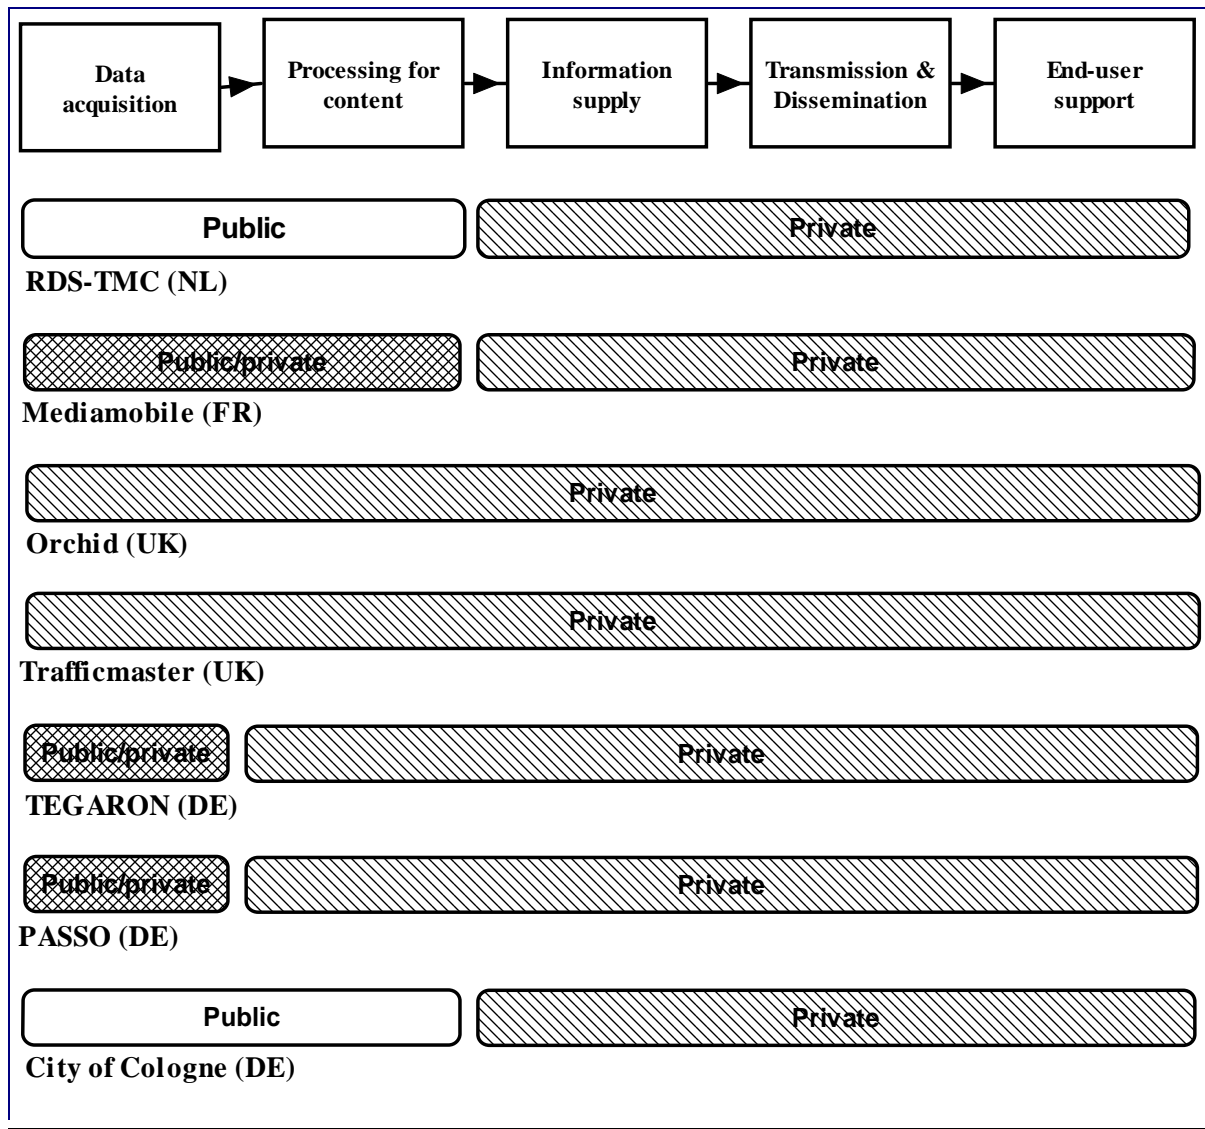 Data
acquisition
Processing for
content
Information
supply
Transmission &
Dissemination
End-user
support
Public
Private
RDS-TMC (NL)
Public/private
Private
Mediamobile (FR)
Private
Orchid (UK)
Private
Trafficmaster (UK)
Public/private
Private
TEGARON (DE)
Public/private
Private
PASSO (DE)
Public
Private
City of Cologne (DE)